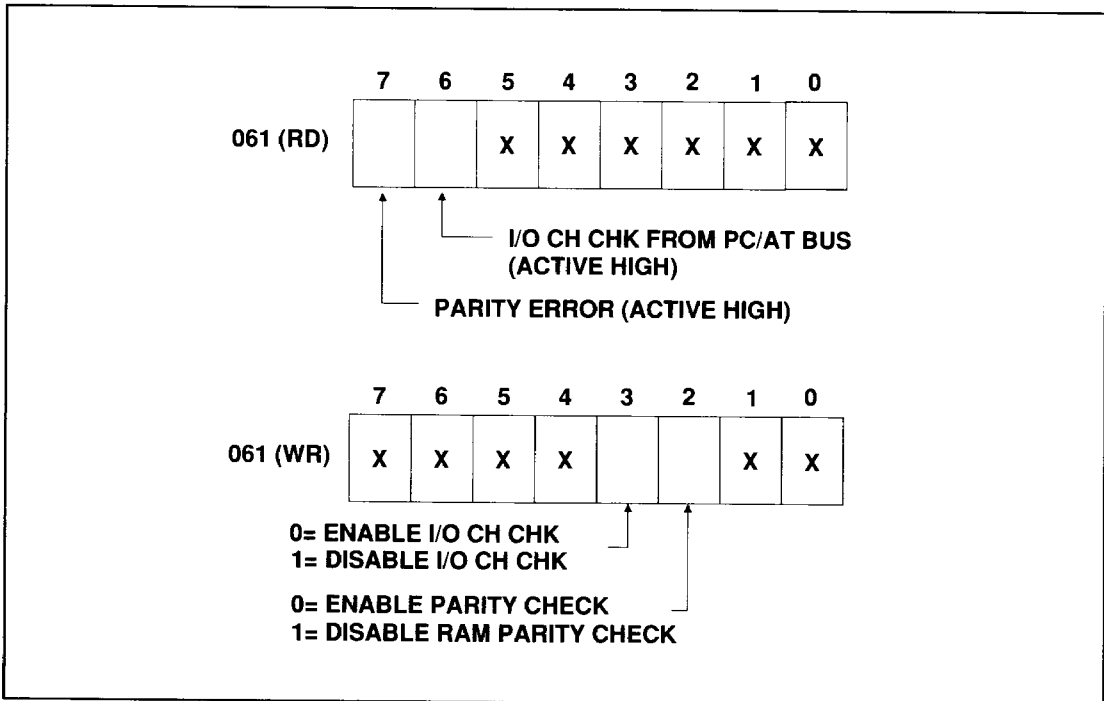 7 6 5 4 3 2 1 0
061 (RD) X X X X X X
I/O CH CHK FROM PC/AT BUS
(ACTIVE HIGH)
PARITY ERROR (ACTIVE HIGH)
7 6 5 4 3 2 1 0
061 (WR) X X X X X X
0= ENABLE I/O CH CHK
1= DISABLE I/O CH CHK
0= ENABLE PARITY CHECK
1= DISABLE RAM PARITY CHECK